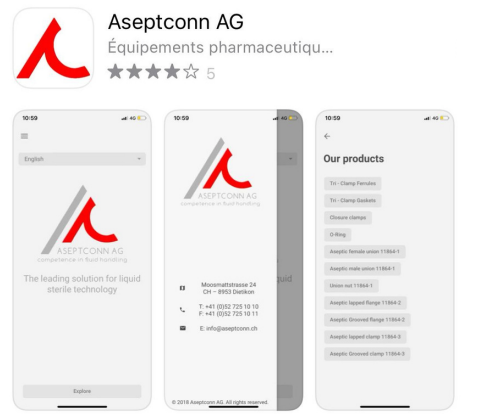 Aseptconn AG
Équipements pharmaceutiqu...
5
10:59
4G
English
ASEPTCONN AG
competence in fluid handling
The leading solution for liquid
sterile technology
Explore
10:59
4G
ASEPTCONN AG
competence in fluid handling
quid
Moosmattstrasse 24
CH – 8953 Dietikon
T: +41 (0)52 725 10 10
F: +41 (0)52 725 10 11
E: info@aseptconn.ch
© 2018 Aseptconn AG. All rights reserved.
10:59
4G
Our products
Tri - Clamp Ferrules
Tri - Clamp Gaskets
Closure clamps
O-Ring
Aseptic female union 11864-1
Aseptic male union 11864-1
Union nut 11864-1
Aseptic lapped flange 11864-2
Aseptic Grooved flange 11864-2
Aseptic lapped clamp 11864-3
Aseptic Grooved clamp 11864-3